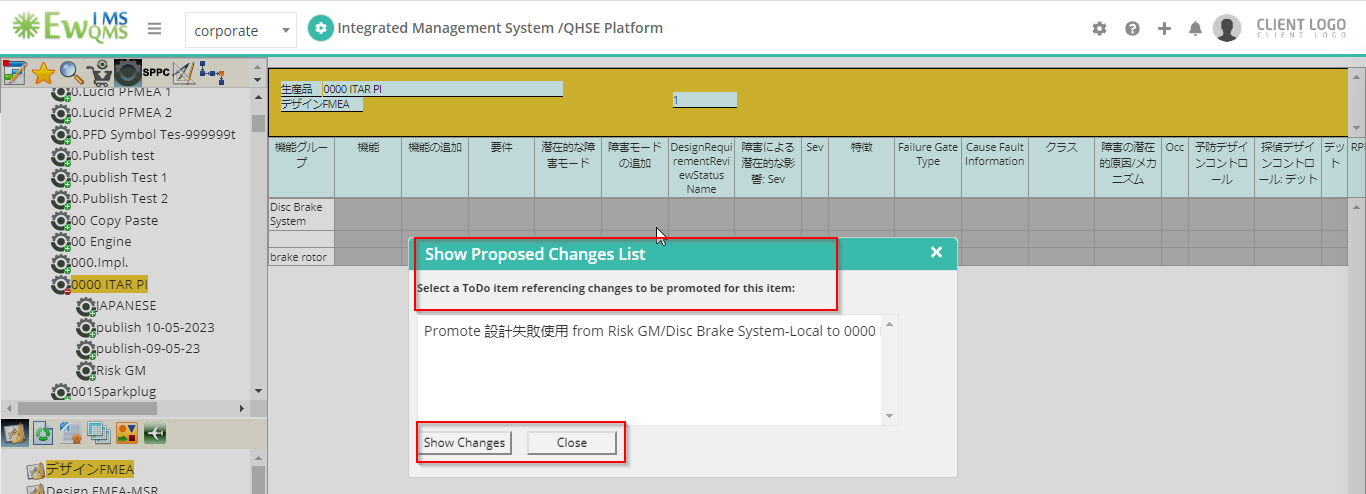 EwIMS QMS
corporate
Integrated Management System /QHSE Platform
CLIENT LOGO
CLIENT LOGO
SPPC
0.Lucid PFMEA 1
0.Lucid PFMEA 2
0.PFD Symbol Tes-999999t
0.Publish test
0.publish Test 1
0.Publish Test 2
00 Copy Paste
00 Engine
000.Impl.
0000 ITAR PI
JAPANESE
publish 10-05-2023
publish-09-05-23
Risk GM
001Sparkplug
デザインFMEA
Design FMEA-MSR
生産品 0000 ITAR PI
デザインFMEA
1
機能グルー
プ
機能
機能の追加
要件
潜在的な障
害モード
障害モード
の追加
DesignRequi
rementRevi
ewStatus
Name
障害による
潜在的な影
響: Sev
Sev
特徴
Failure Gate
Type
Cause Fault
Information
クラス
障害の潜在
的原因/メカ
ニズム
Occ
予防デザイ
ンコントロ
ール
探偵デザイ
ンコントロ
ール: デット
デッ
ト
RP
Disc Brake
System
brake rotor
Show Proposed Changes List
Select a ToDo item referencing changes to be promoted for this item:
Promote 設計失敗使用 from Risk GM/Disc Brake System-Local to 0000
Show Changes
Close